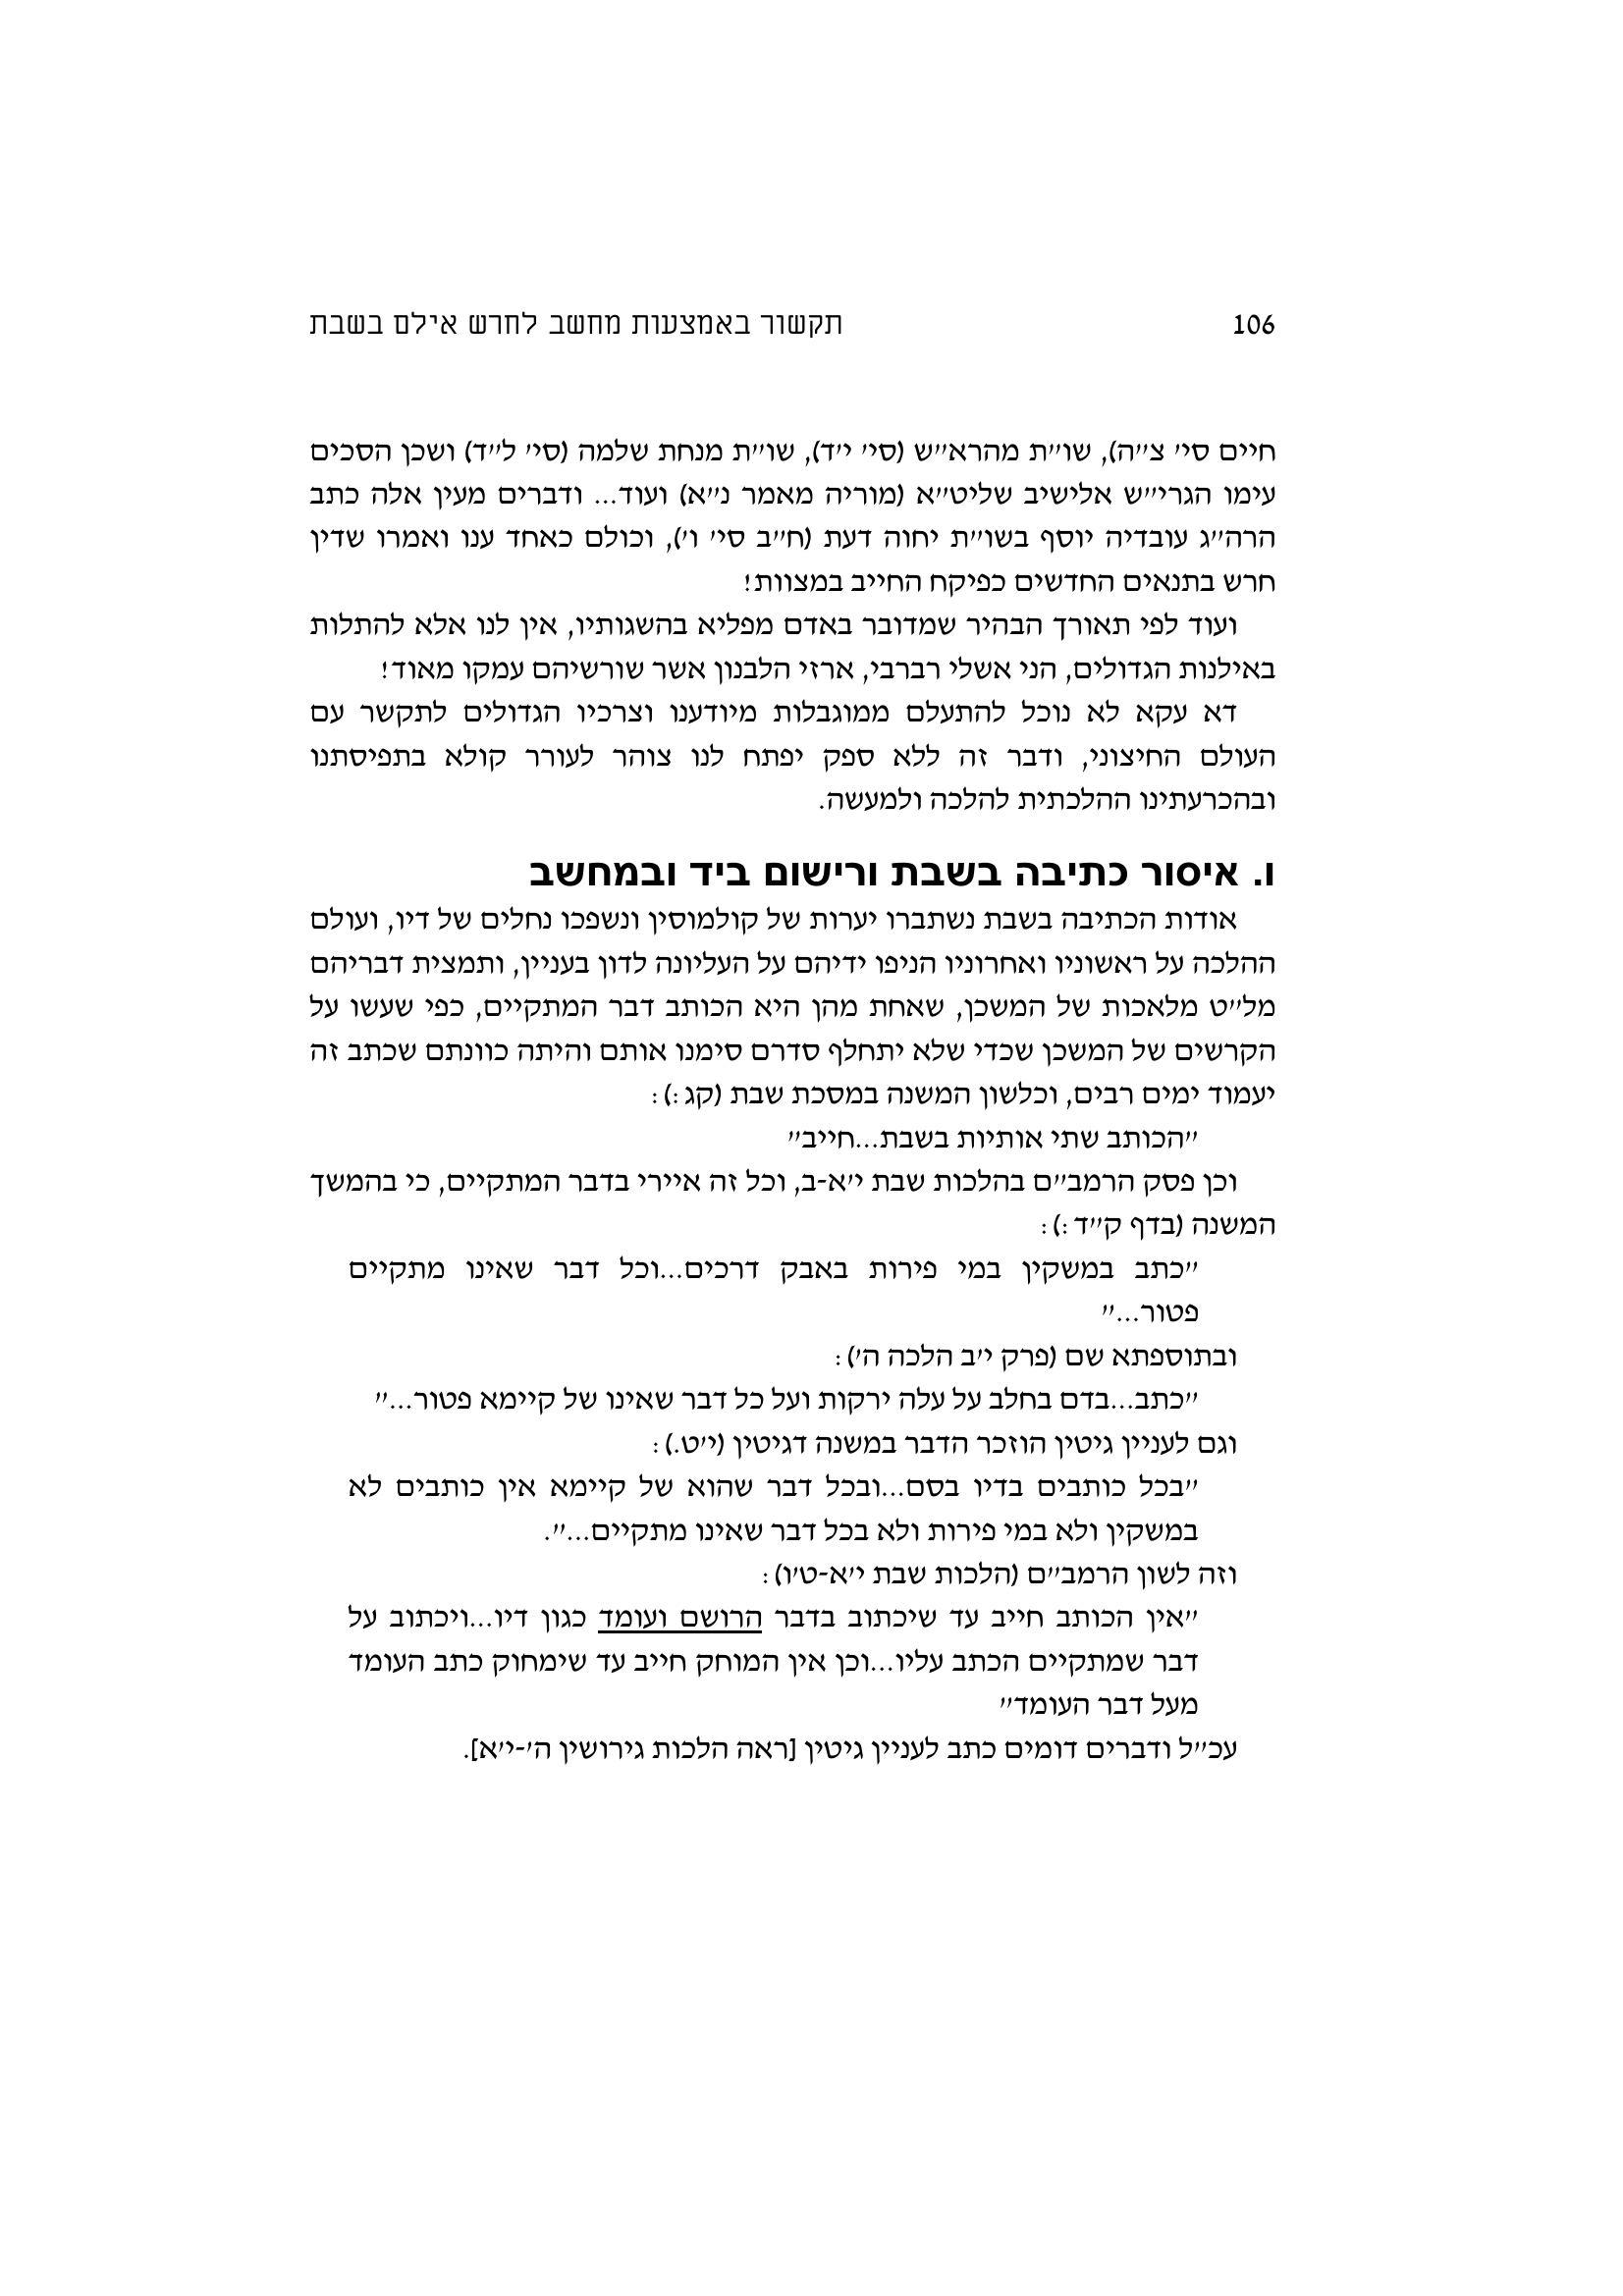 106 תקשור באמצעות מחשב לחרש אילם בשבת
חיים סי' צ"ה), שו"ת מהרא"ש (סי' י"ד), שו"ת מנחת שלמה (סי' ל"ד) ושכן הסכים
עימו הגרי"ש אלישיב שליט"א (מוריה מאמר נ"א) ועוד... ודברים מעין אלה כתב
הרה"ג עובדיה יוסף בשו"ת יחוה דעת (ח"ב סי' ו'), וכולם כאחד ענו ואמרו שדין
חרש בתנאים החדשים כפיקח החייב במצוות!
ועוד לפי תאורך הבהיר שמדובר באדם מפליא בהשגותיו, אין לנו אלא להתלות
באילנות הגדולים, הני אשלי רברבי, ארזי הלבנון אשר שורשיהם עמקו מאוד!
דא עקא לא נוכל להתעלם ממוגבלות מיודענו וצרכיו הגדולים לתקשר עם
העולם החיצוני, ודבר זה ללא ספק יפתח לנו צוהר לעורר קולא בתפיסתנו
ובהכרעתינו ההלכתית להלכה ולמעשה.
ו. איסור כתיבה בשבת ורישום ביד ובמחשב
אודות הכתיבה בשבת נשתברו יערות של קולמוסין ונשפכו נחלים של דיו, ועולם
ההלכה על ראשוניו ואחרוניו הניפו ידיהם על העליונה לדון בעניין, ותמצית דבריהם
מל"ט מלאכות של המשכן, שאחת מהן היא הכותב דבר המתקיים, כפי שעשו על
הקרשים של המשכן שכדי שלא יתחלף סדרם סימנו אותם והיתה כוונתם שכתב זה
יעמוד ימים רבים, וכלשון המשנה במסכת שבת (קג:):
"הכותב שתי אותיות בשבת...חייב"
וכן פסק הרמב"ם בהלכות שבת י'א-ב, וכל זה איירי בדבר המתקיים, כי בהמשך
המשנה (בדף ק"ד:):
"כתב במשקין במי פירות באבק דרכים...וכל דבר שאינו מתקיים
פטור..."
ובתוספתא שם (פרק י'ב הלכה ה'):
"כתב...בדם בחלב על עלה ירקות ועל כל דבר שאינו של קיימא פטור..."
וגם לעניין גיטין הוזכר הדבר במשנה דגיטין (י'ט.):
"בכל כותבים בדיו בסם...ובכל דבר שהוא של קיימא אין כותבים לא
במשקין ולא במי פירות ולא בכל דבר שאינו מתקיים...".
וזה לשון הרמב"ם (הלכות שבת י'א-ט'ו):
"אין הכותב חייב עד שיכתוב בדבר הרושם ועומד כגון דיו...ויכתוב על
דבר שמתקיים הכתב עליו...וכן אין המוחק חייב עד שימחוק כתב העומד
מעל דבר העומד"
עכ"ל ודברים דומים כתב לעניין גיטין [ראה הלכות גירושין ה'-י'א].